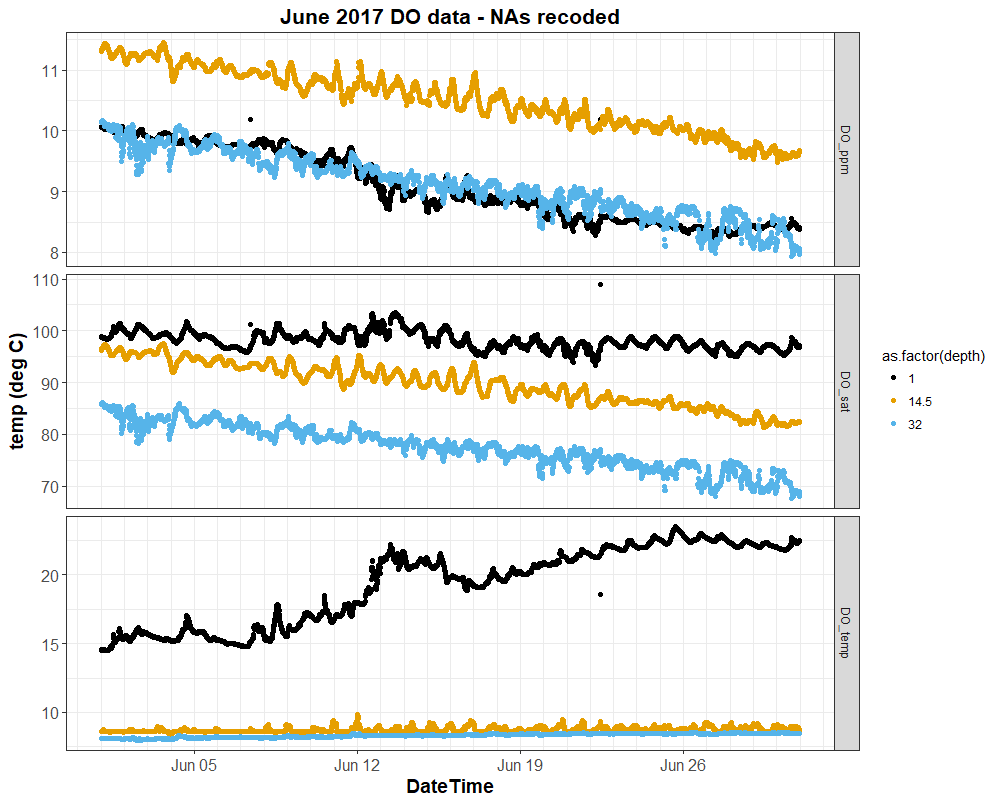 June 2017 DO data - NAs recoded
11
10
9
8
DO_ppm
110
100
90
80
70
DO_sat
temp (deg C)
as.factor(depth)
1
14.5
32
20
15
10
DO_temp
Jun 05
Jun 12
Jun 19
Jun 26
DateTime